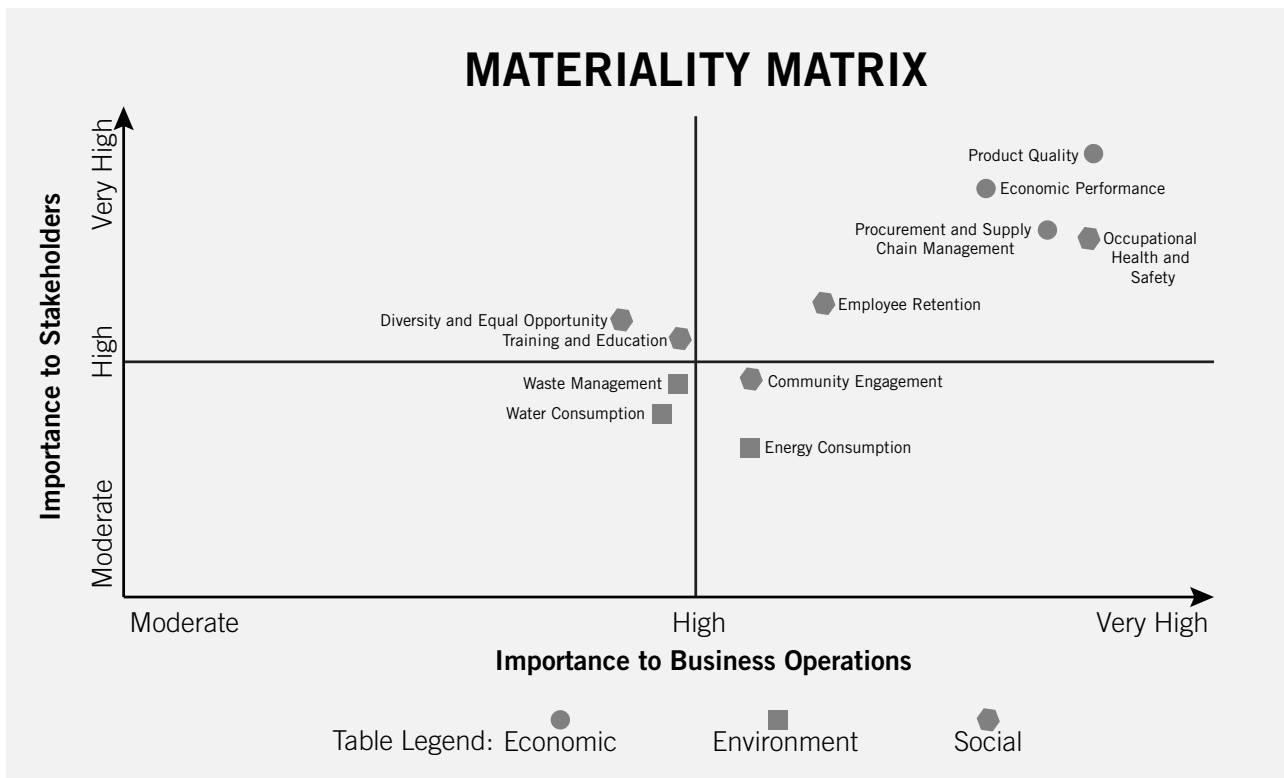 MATERIALITY MATRIX
Importance to Stakeholders
Very High
High
Moderate
Product Quality
Economic Performance
Procurement and Supply
Chain Management
Occupational
Health and
Safety
Employee Retention
Diversity and Equal Opportunity
Training and Education
Waste Management
Community Engagement
Water Consumption
Energy Consumption
Moderate
High
Very High
Importance to Business Operations
Table Legend: Economic
Environment
Social